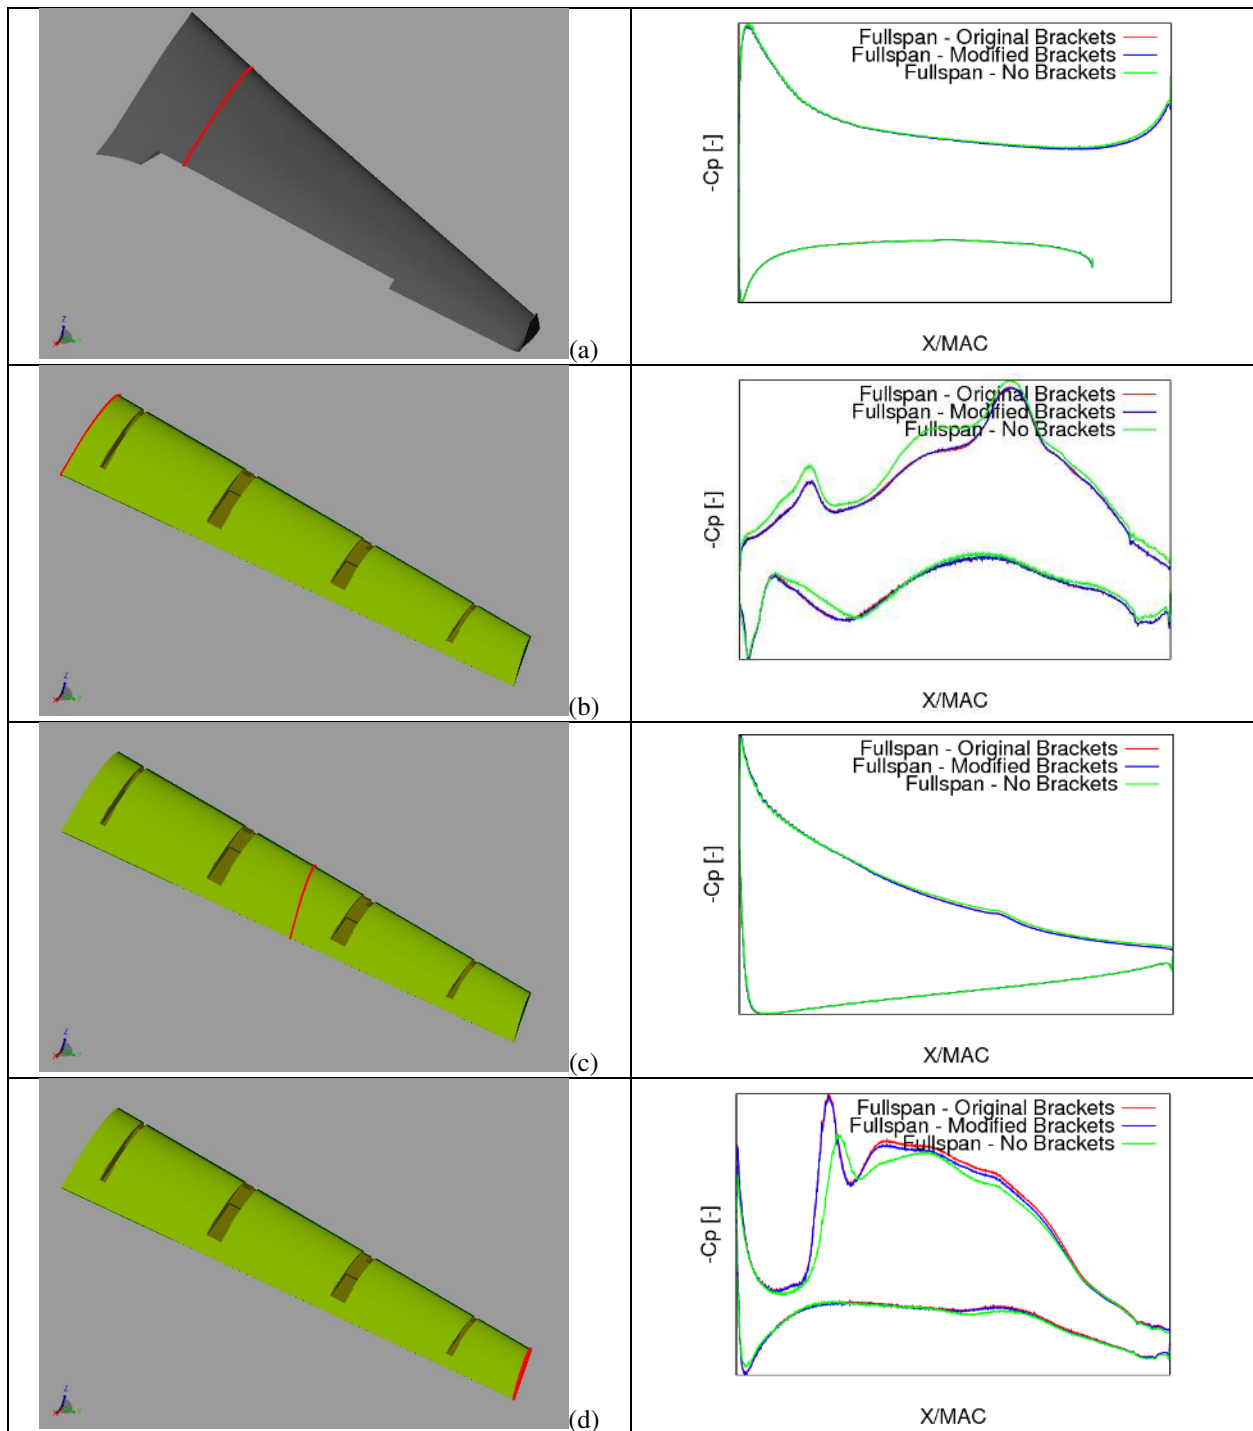 (a)
Fullspan - Original Brackets
Fullspan - Modified Brackets
Fullspan - No Brackets
-Cp [-]
X/MAC
(b)
Fullspan - Original Brackets
Fullspan - Modified Brackets
Fullspan - No Brackets
-Cp [-]
X/MAC
(c)
Fullspan - Original Brackets
Fullspan - Modified Brackets
Fullspan - No Brackets
-Cp [-]
X/MAC
(d)
Fullspan - Original Brackets
Fullspan - Modified Brackets
Fullspan - No Brackets
-Cp [-]
X/MAC